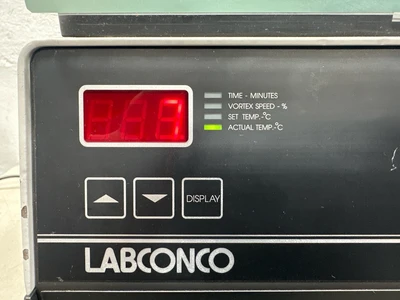 TIME - MINUTES
VORTEX SPEED - %
SET TEMP.-°C
ACTUAL TEMP.-°C
DISPLAY
LABCONCO